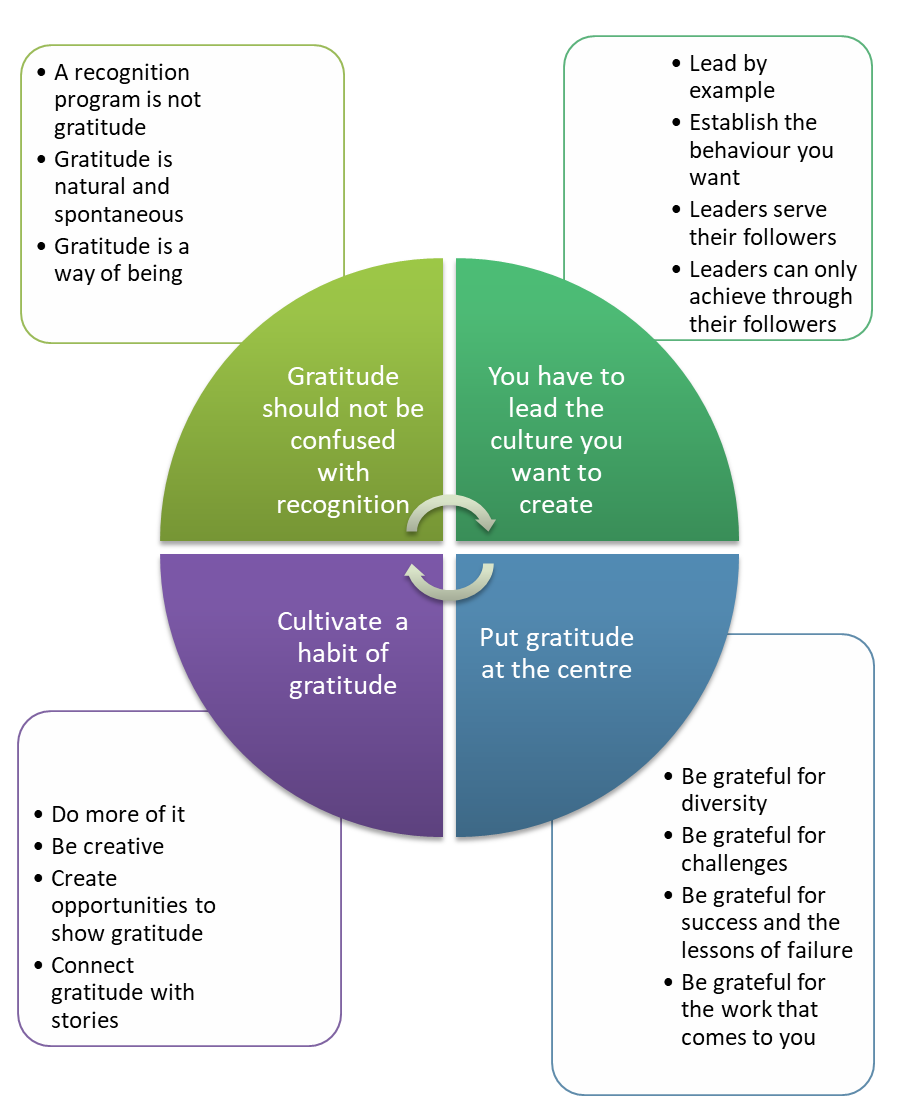 • A recognition
program is not
gratitude
• Gratitude is
natural and
spontaneous
• Gratitude is a
way of being
• Lead by
example
• Establish the
behaviour you
want
• Leaders serve
their followers
• Leaders can only
achieve through
their followers
Gratitude
should not be
confused
with
recognition
You have to
lead the
culture you
want to
create
Cultivate  a
habit of
gratitude
Put gratitude
at the centre
• Do more of it
• Be creative
• Create
opportunities to
show gratitude
• Connect
gratitude with
stories
• Be grateful for
diversity
• Be grateful for
challenges
• Be grateful for
success and the
lessons of failure
• Be grateful for
the work that
comes to you